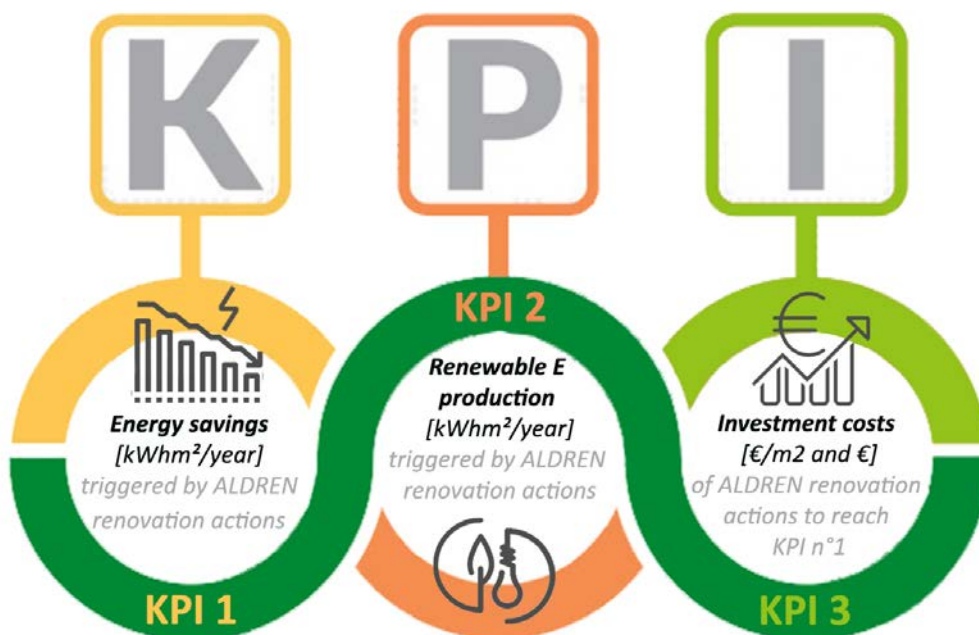 K P I
Energy savings
[kWhm²/year]
triggered by ALDREN
renovation actions
KPI 1
KPI 2
Renewable E
production
[kWhm²/year]
triggered by ALDREN
renovation actions
€
Investment costs
[€/m2 and €]
of ALDREN renovation
actions to reach
KPI n°1
KPI 3